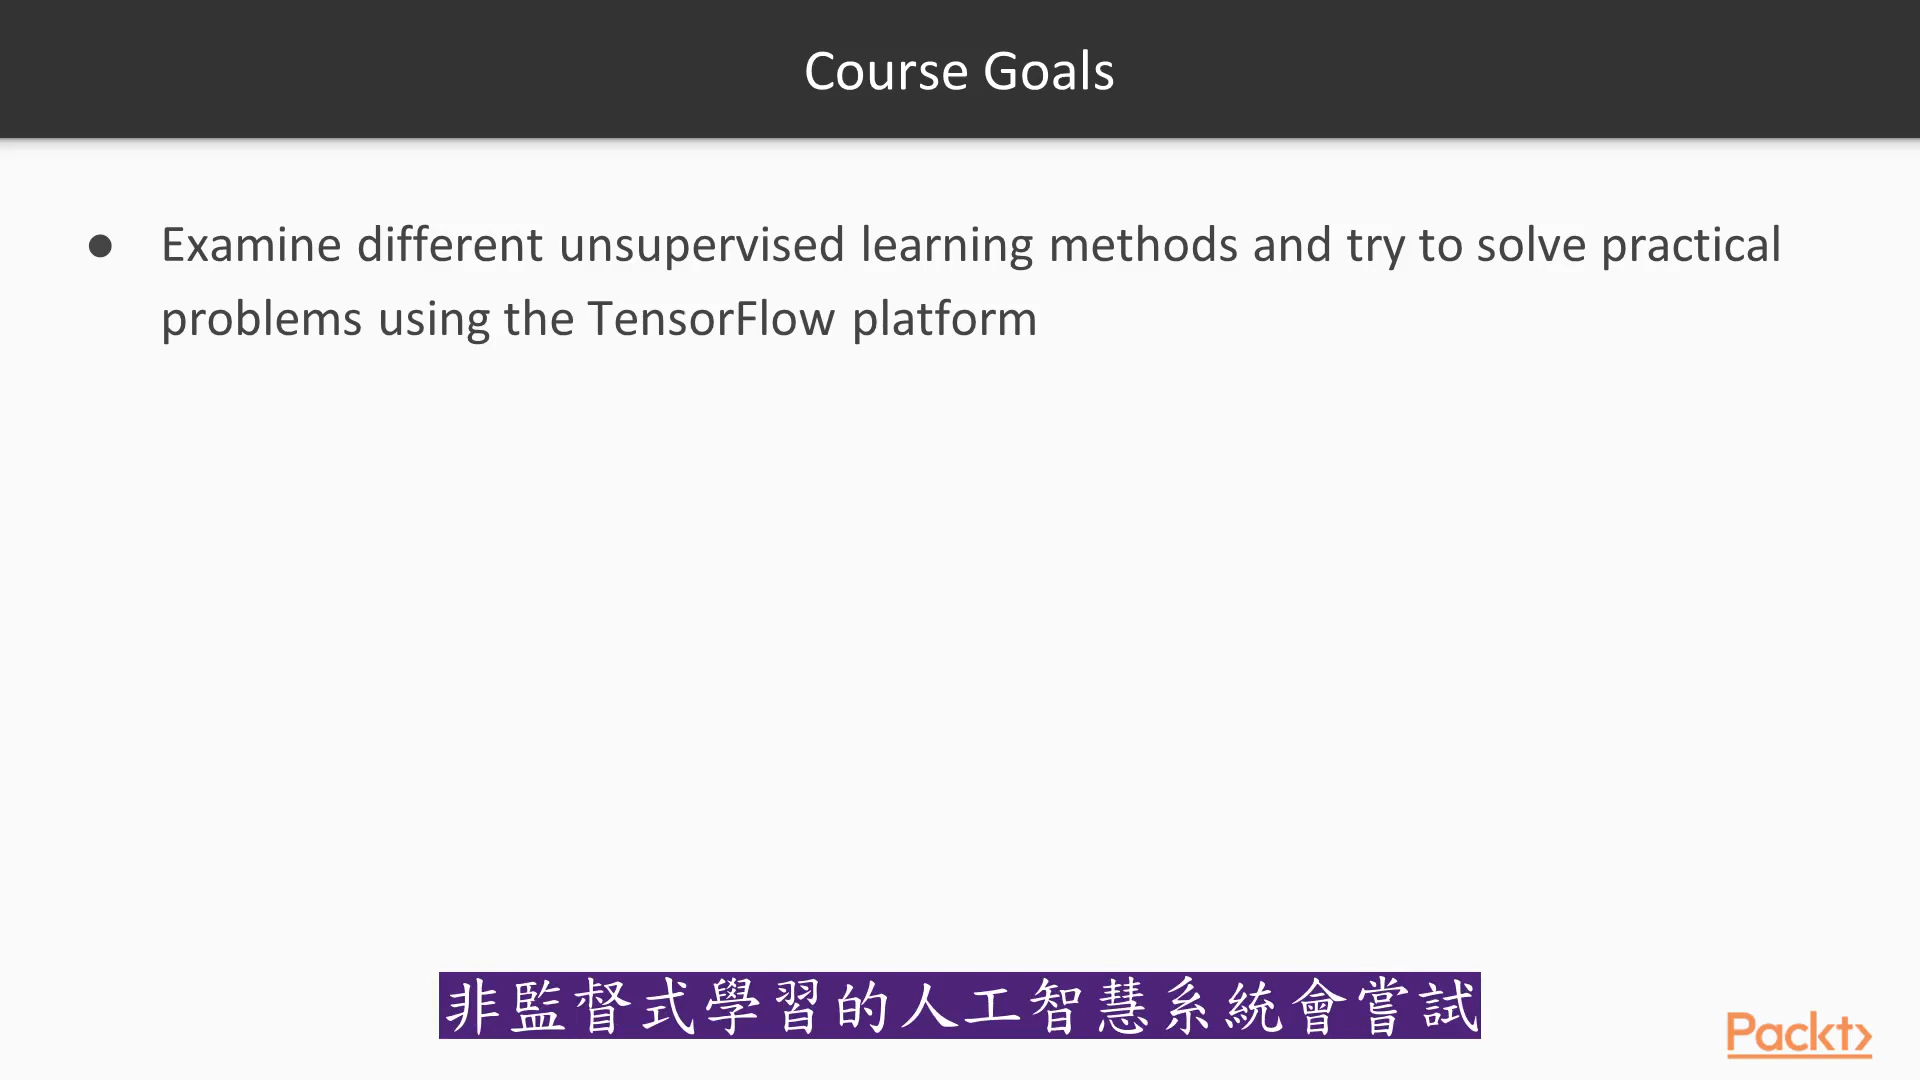 Course Goals
● Examine different unsupervised learning methods and try to solve practical
problems using the TensorFlow platform
非監督式學習的人工智慧系統會嘗試
Packt>